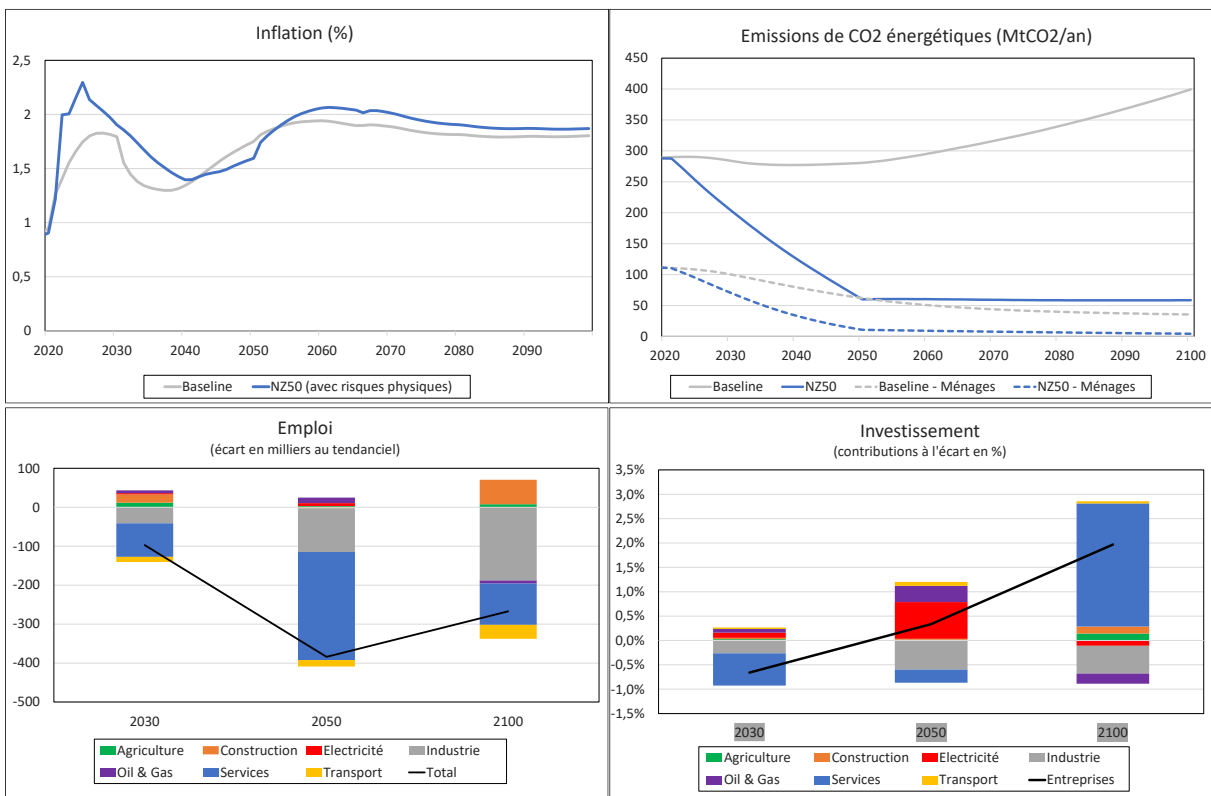 Inflation (%)
2,5
2
1,5
1
0,5
0
2020 2030 2040 2050 2060 2070 2080 2090
Baseline NZ50 (avec risques physiques)
Emissions de CO2 énergétiques (MtCO2/an)
450
400
350
300
250
200
150
100
50
0
2020 2030 2040 2050 2060 2070 2080 2090 2100
Baseline NZ50 Baseline - Ménages NZ50 - Ménages
Emploi
(écart en milliers au tendanciel)
100
0
-100
-200
-300
-400
-500
2030 2050 2100
Agriculture Construction Electricité Industrie
Oil & Gas Services Transport Total
Investissement
(contributions à l'écart en %)
3,5%
3,0%
2,5%
2,0%
1,5%
1,0%
0,5%
0,0%
-0,5%
-1,0%
-1,5%
2030 2050 2100
Agriculture Construction Electricité Industrie
Oil & Gas Services Transport Entreprises